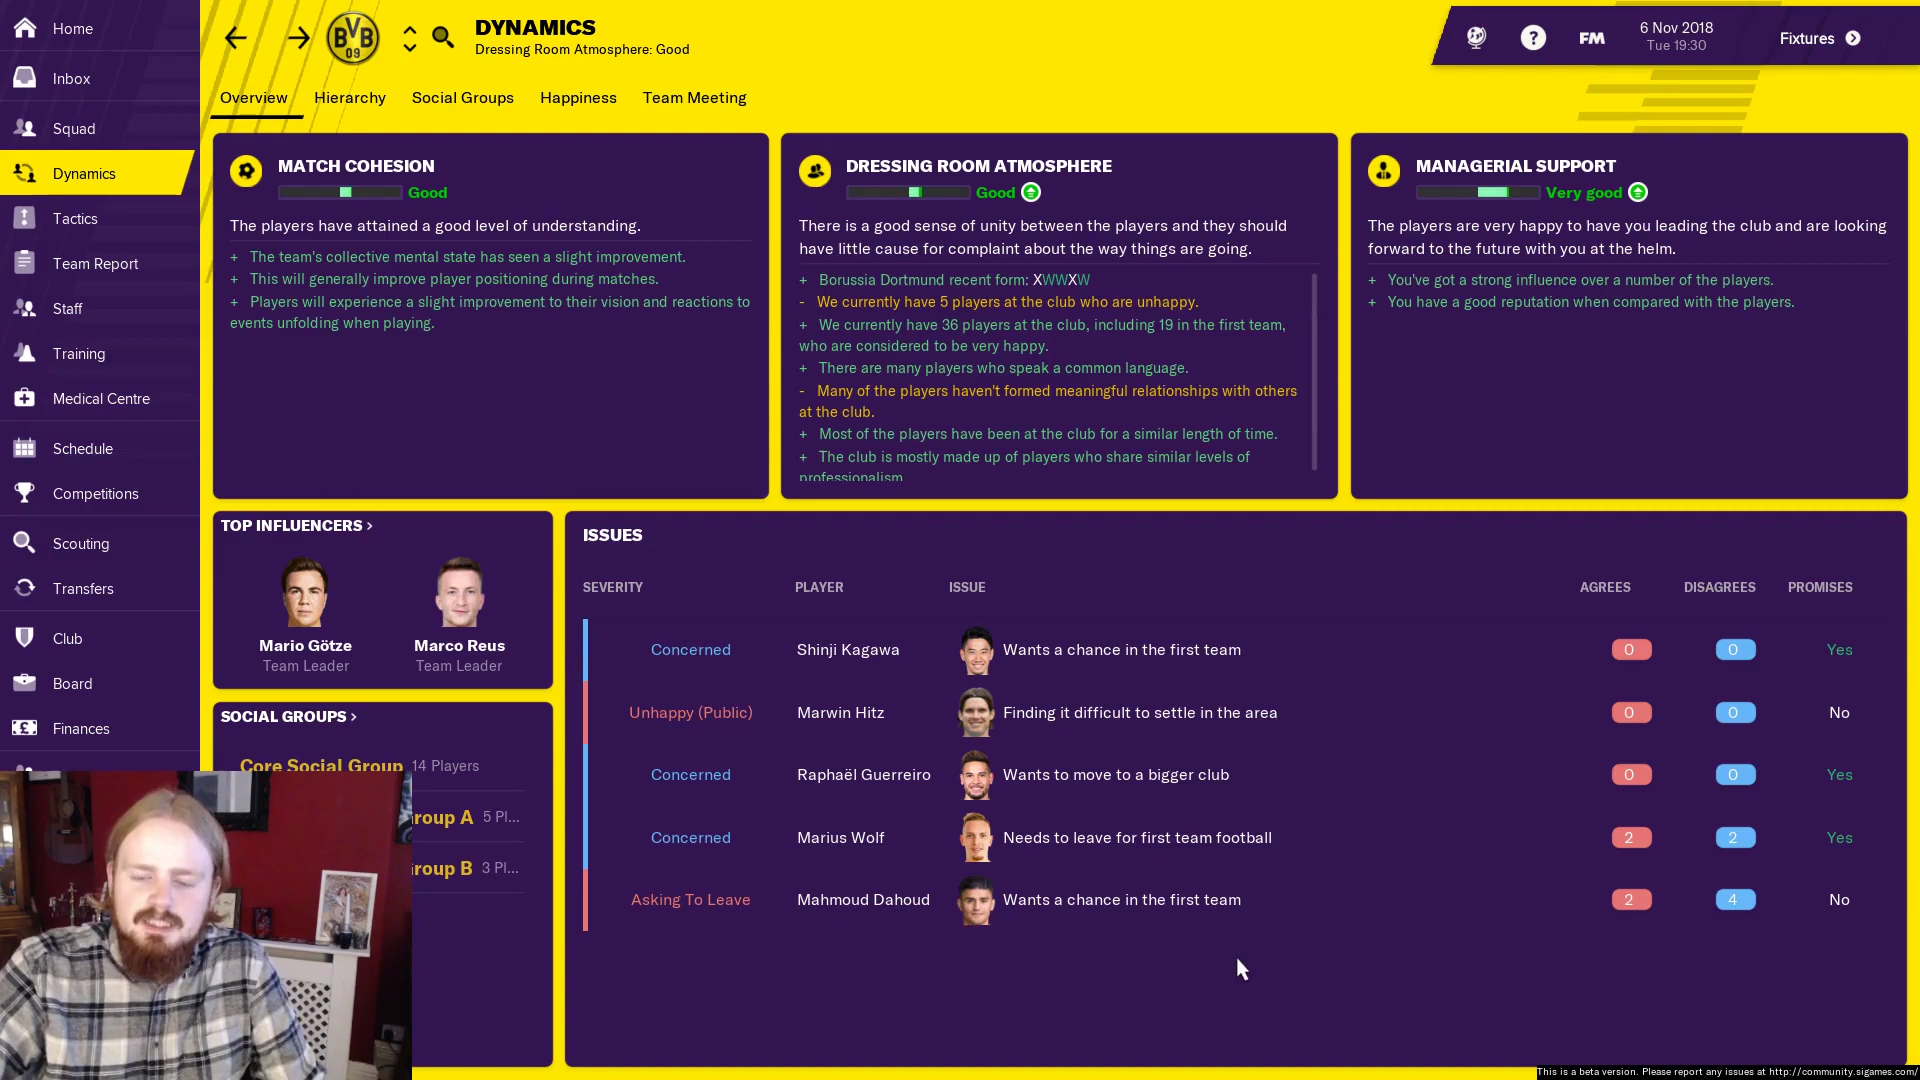 Home
Inbox
Squad
Dynamics
Tactics
Team Report
Staff
Training
Medical Centre
Schedule
Competitions
Scouting
Transfers
Club
Board
Finances
BVB
09
DYNAMICS
Dressing Room Atmosphere: Good
FM
6 Nov 2018
Tue 19:30
Fixtures
Overview
Hierarchy
Social Groups
Happiness
Team Meeting
MATCH COHESION
Good
The players have attained a good level of understanding.
+ The team's collective mental state has seen a slight improvement.
+ This will generally improve player positioning during matches.
+ Players will experience a slight improvement to their vision and reactions to
events unfolding when playing.
DRESSING ROOM ATMOSPHERE
Good
There is a good sense of unity between the players and they should
have little cause for complaint about the way things are going.
+ Borussia Dortmund recent form: XWWXW
- We currently have 5 players at the club who are unhappy.
+ We currently have 36 players at the club, including 19 in the first team,
who are considered to be very happy.
+ There are many players who speak a common language.
- Many of the players haven't formed meaningful relationships with others
at the club.
+ Most of the players have been at the club for a similar length of time.
+ The club is mostly made up of players who share similar levels of
professionalism
MANAGERIAL SUPPORT
Very good
The players are very happy to have you leading the club and are looking
forward to the future with you at the helm.
+ You've got a strong influence over a number of the players.
+ You have a good reputation when compared with the players.
TOP INFLUENCERS >
Mario Götze
Team Leader
Marco Reus
Team Leader
SOCIAL GROUPS >
Core Social Group 14 Players
roup A 5 Pl...
roup B 3 Pl...
ISSUES
SEVERITY PLAYER ISSUE AGREES DISAGREES PROMISES
Concerned Shinji Kagawa Wants a chance in the first team 0 0 Yes
Unhappy (Public) Marwin Hitz Finding it difficult to settle in the area 0 0 No
Concerned Raphaël Guerreiro Wants to move to a bigger club 0 0 Yes
Concerned Marius Wolf Needs to leave for first team football 2 2 Yes
Asking To Leave Mahmoud Dahoud Wants a chance in the first team 2 4 No
This is a beta version. Please report any issues at http://community.sigames.com/